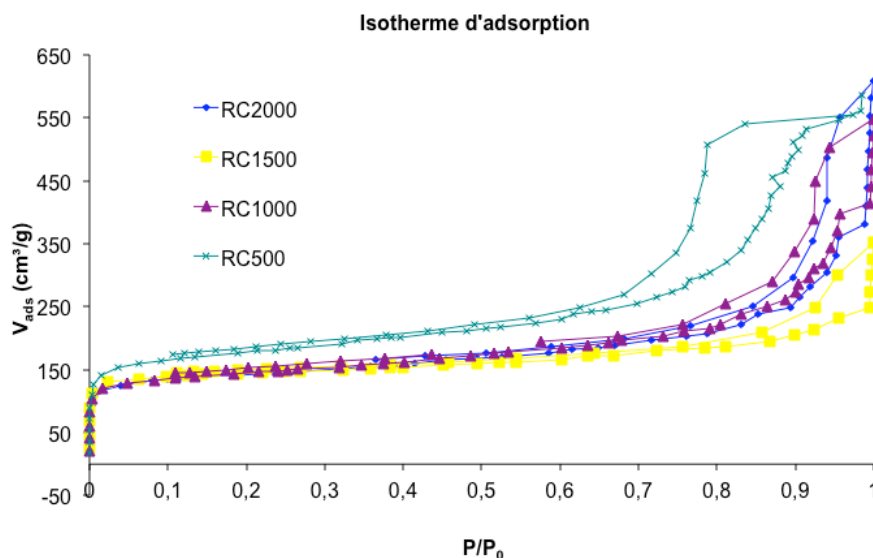 Isotherme d'adsorption
650
550
450
350
250
150
50
-50
V_ads (cm³/g)
RC2000
RC1500
RC1000
RC500
0 0,1 0,2 0,3 0,4 0,5 0,6 0,7 0,8 0,9 1
P/P₀